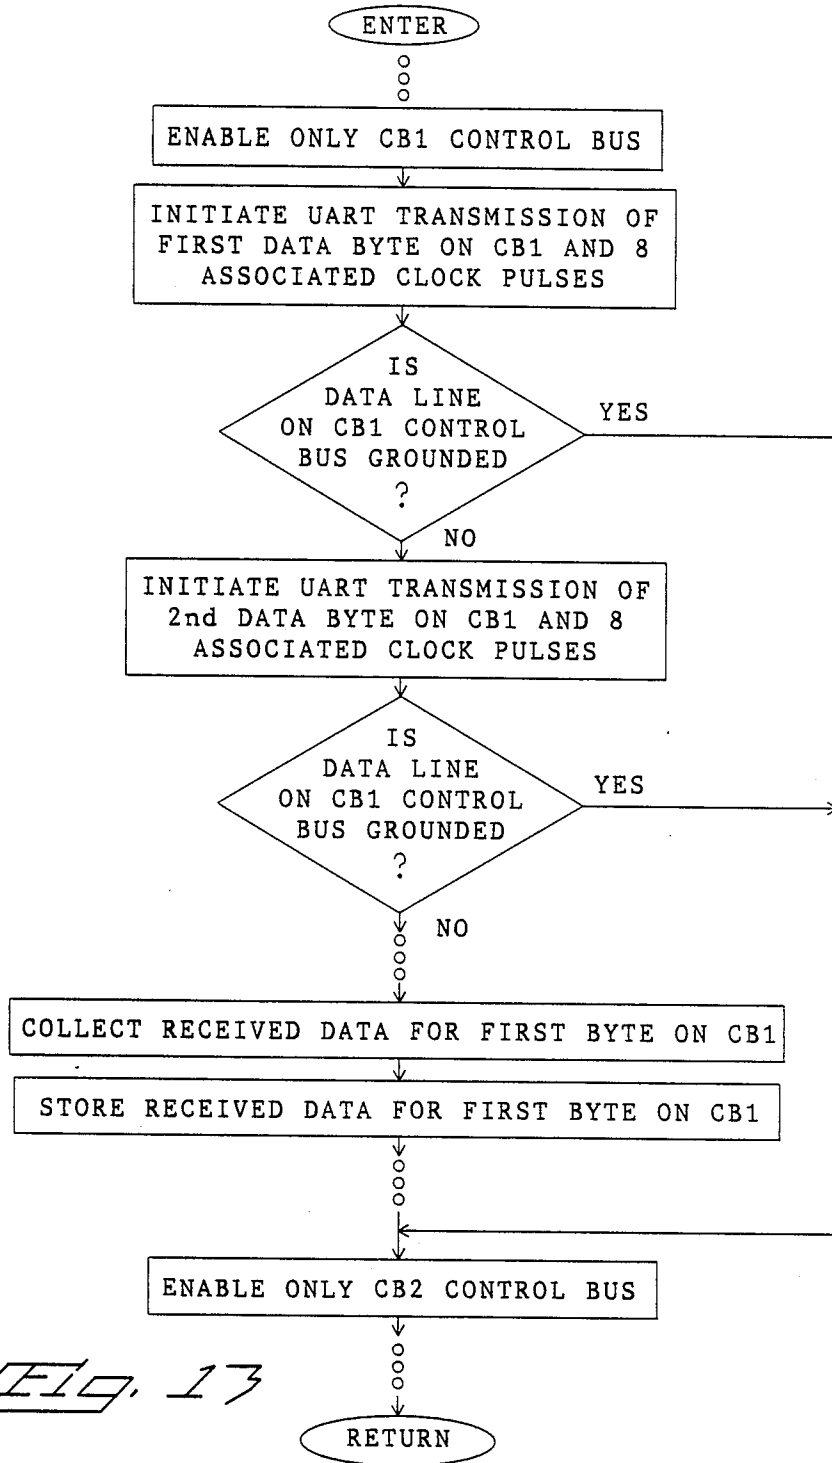 ENTER
ENABLE ONLY CB1 CONTROL BUS
INITIATE UART TRANSMISSION OF
FIRST DATA BYTE ON CB1 AND 8
ASSOCIATED CLOCK PULSES
IS
DATA LINE
ON CB1 CONTROL
BUS GROUNDED
?
YES
NO
INITIATE UART TRANSMISSION OF
2nd DATA BYTE ON CB1 AND 8
ASSOCIATED CLOCK PULSES
IS
DATA LINE
ON CB1 CONTROL
BUS GROUNDED
?
YES
NO
COLLECT RECEIVED DATA FOR FIRST BYTE ON CB1
STORE RECEIVED DATA FOR FIRST BYTE ON CB1
ENABLE ONLY CB2 CONTROL BUS
RETURN
Fig. 13